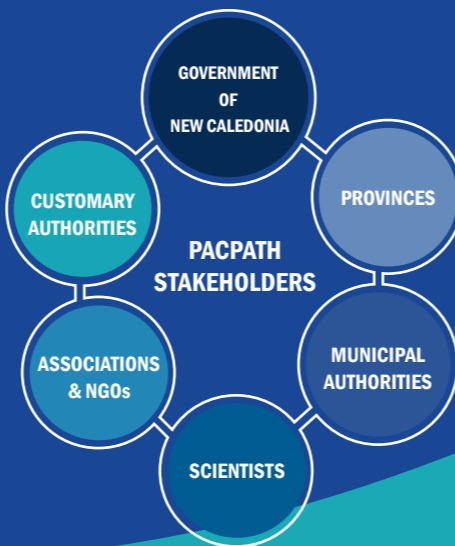 GOVERNMENT
OF
NEW CALEDONIA
CUSTOMARY
AUTHORITIES
PROVINCES
PACPATH
STAKEHOLDERS
ASSOCIATIONS
& NGOs
MUNICIPAL
AUTHORITIES
SCIENTISTS